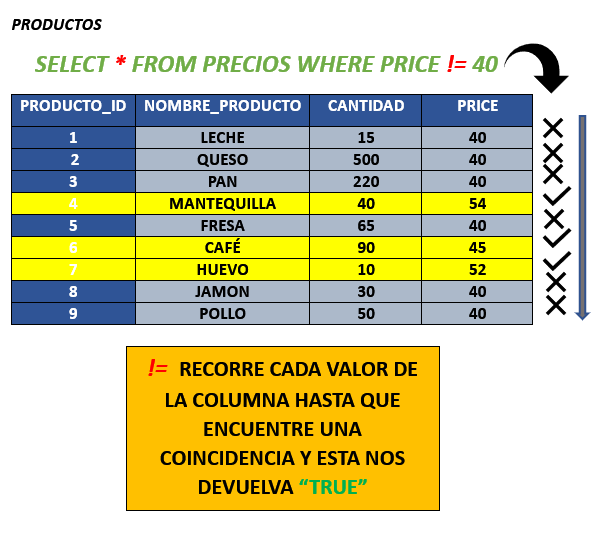 PRODUCTOS
SELECT * FROM PRECIOS WHERE PRICE != 40
PRODUCTO_ID NOMBRE_PRODUCTO CANTIDAD PRICE
1 LECHE 15 40
2 QUESO 500 40
3 PAN 220 40
4 MANTEQUILLA 40 54
5 FRESA 65 40
6 CAFÉ 90 45
7 HUEVO 10 52
8 JAMON 30 40
9 POLLO 50 40
!= RECORRE CADA VALOR DE
LA COLUMNA HASTA QUE
ENCUENTRE UNA
COINCIDENCIA Y ESTA NOS
DEVUELVA “TRUE”